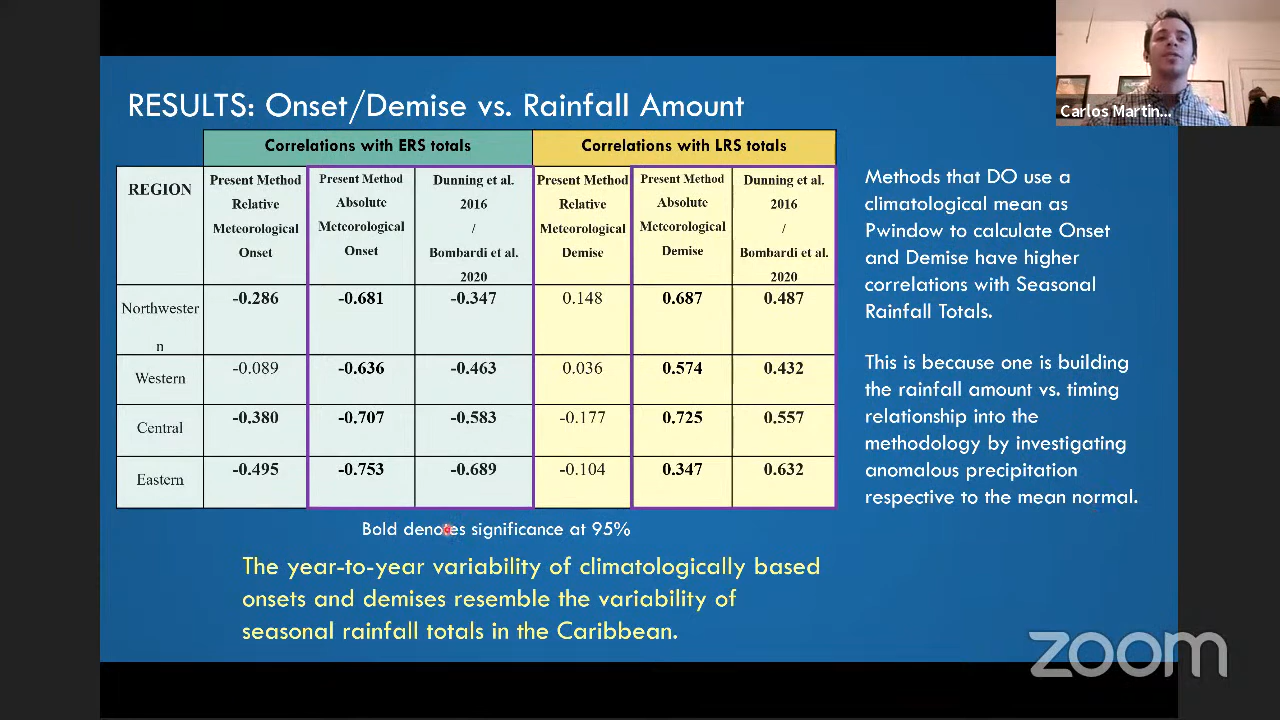 RESULTS: Onset/Demise vs. Rainfall Amount
Carlos Martin...
Correlations with ERS totals
Correlations with LRS totals
REGION
Present Method
Relative
Meteorological
Onset
Present Method
Absolute
Meteorological
Onset
Dunning et al.
2016
/
Bombardi et al.
2020
Present Method
Relative
Meteorological
Demise
Present Method
Absolute
Meteorological
Demise
Dunning et al.
2016
/
Bombardi et al.
2020
Northwester
n
-0.286
-0.681
-0.347
0.148
0.687
0.487
Western
-0.089
-0.636
-0.463
0.036
0.574
0.432
Central
-0.380
-0.707
-0.583
-0.177
0.725
0.557
Eastern
-0.495
-0.753
-0.689
-0.104
0.347
0.632
Methods that DO use a
climatological mean as
Pwindow to calculate Onset
and Demise have higher
correlations with Seasonal
Rainfall Totals.
This is because one is building
the rainfall amount vs. timing
relationship into the
methodology by investigating
anomalous precipitation
respective to the mean normal.
Bold denotes significance at 95%
The year-to-year variability of climatologically based
onsets and demises resemble the variability of
seasonal rainfall totals in the Caribbean.
zoom